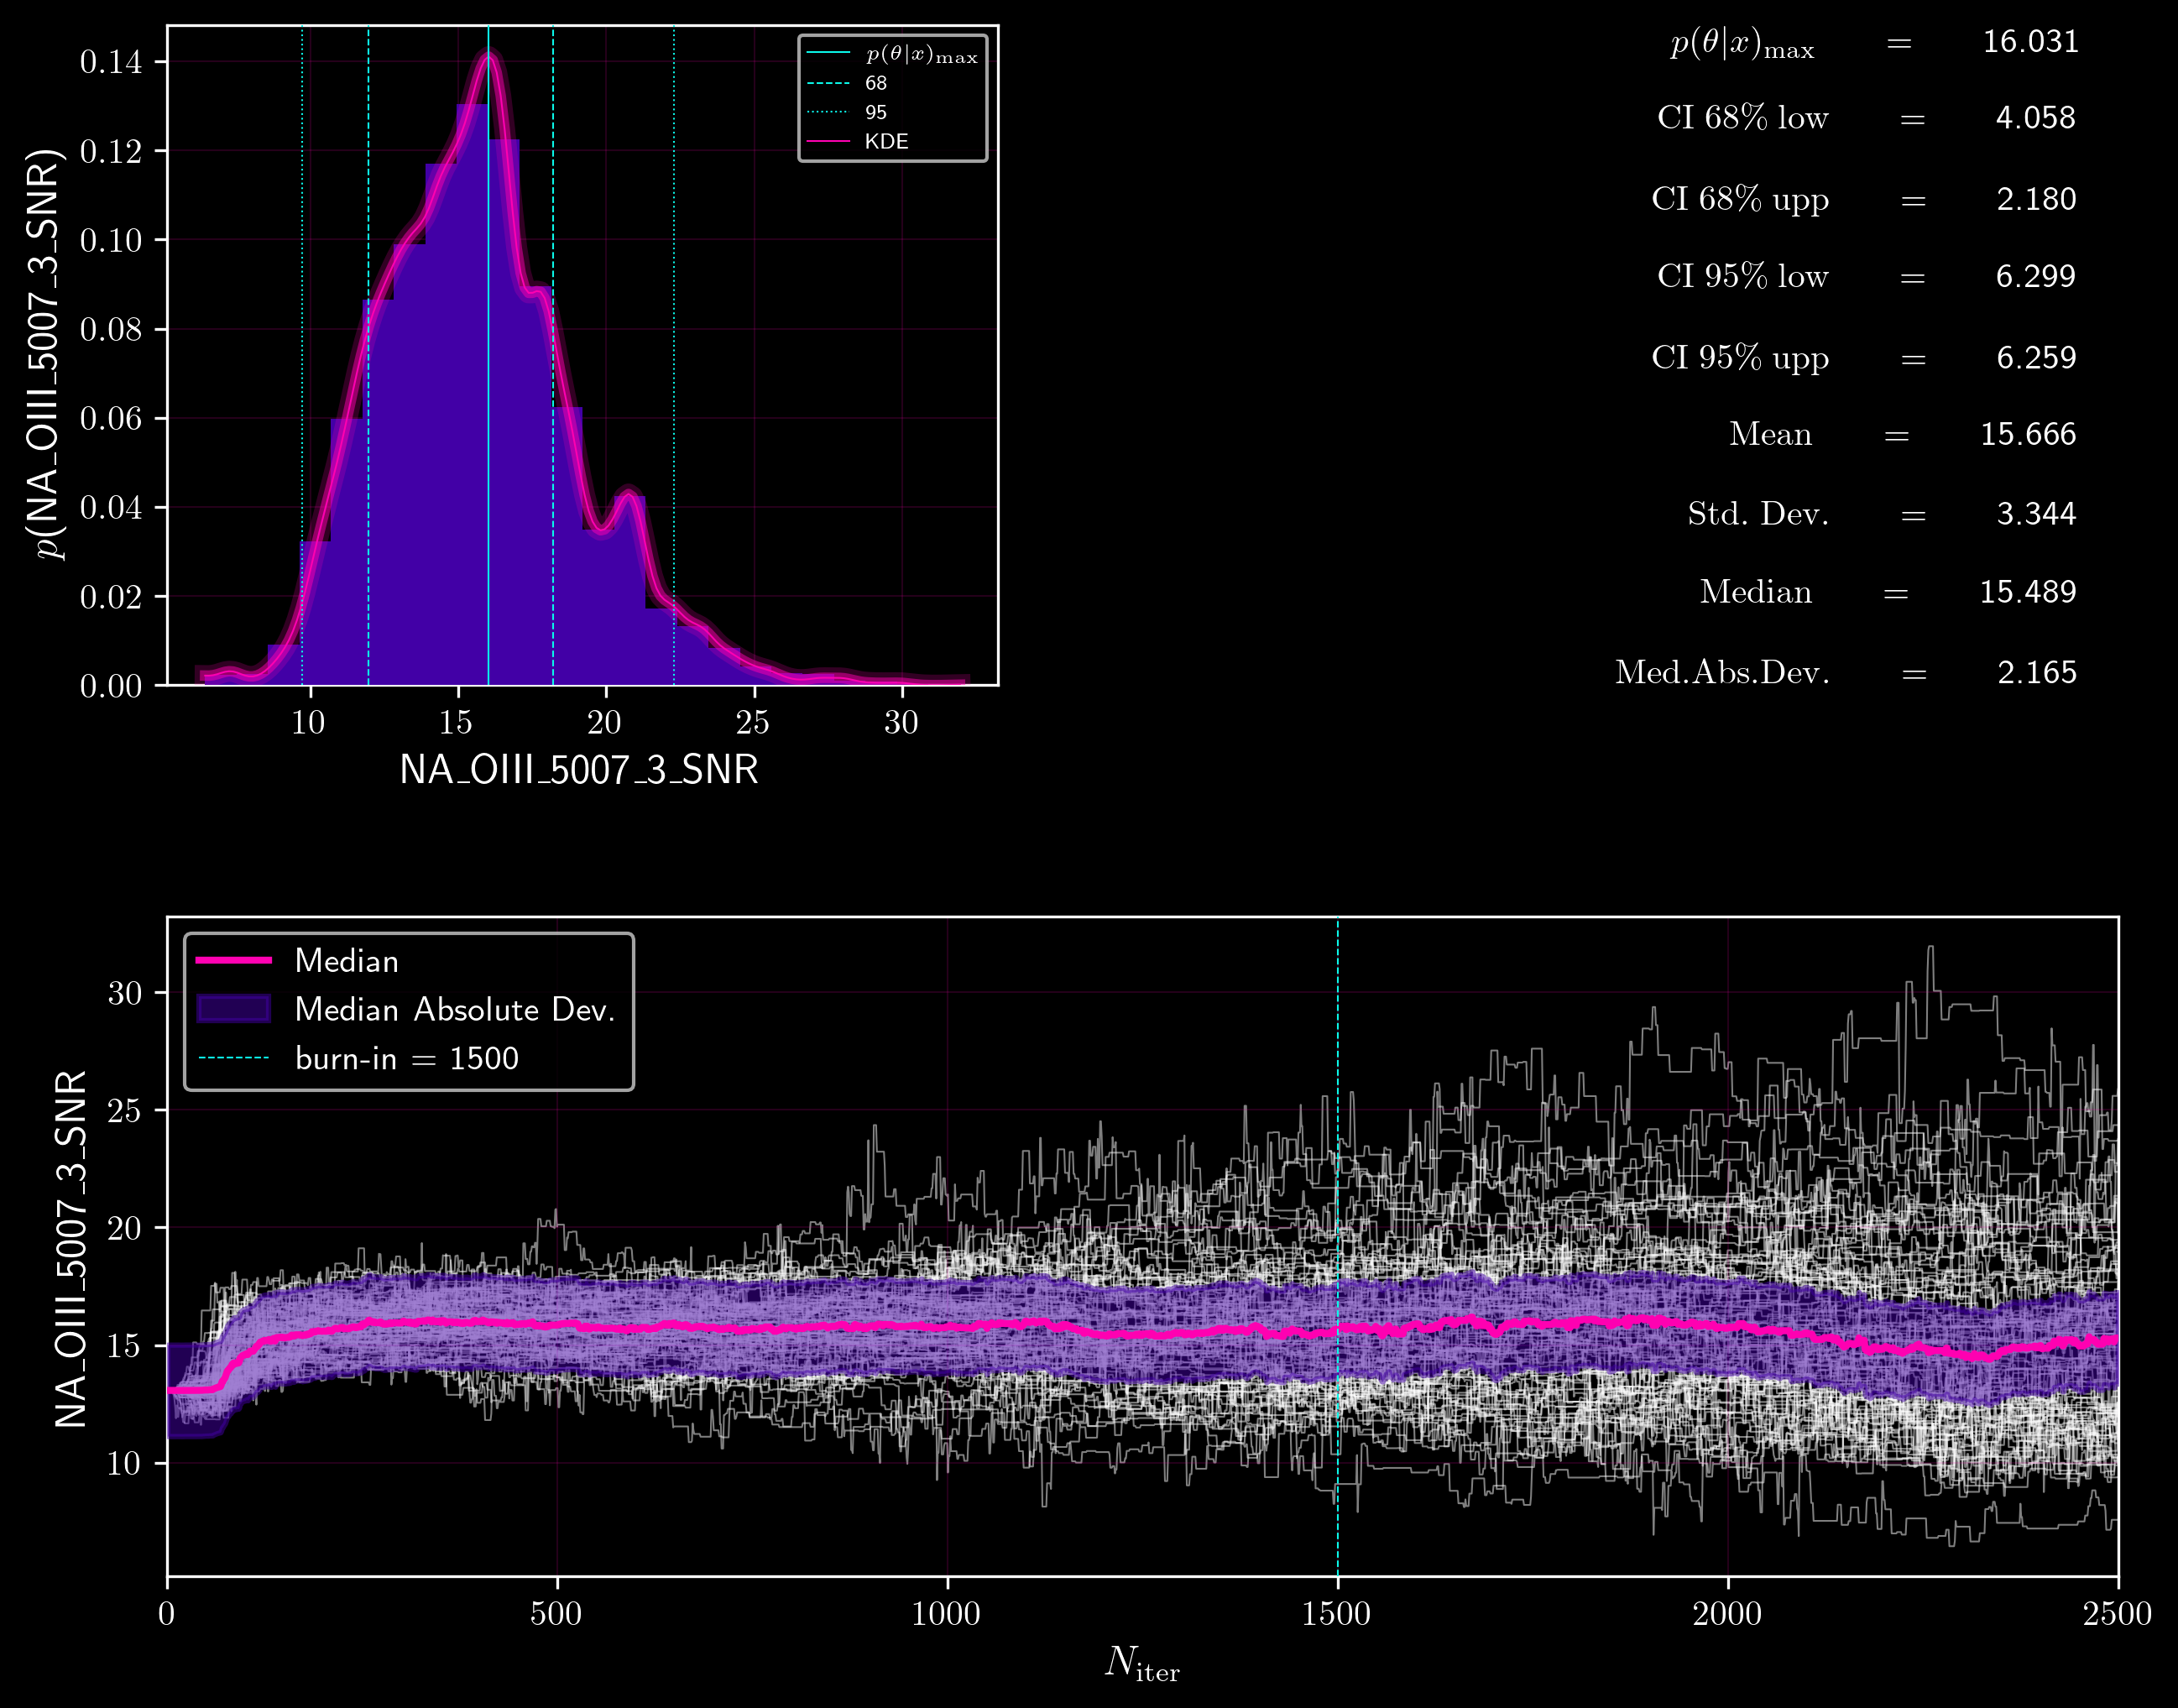 p(NA_OIII_5007_3_SNR)
0.14
0.12
0.10
0.08
0.06
0.04
0.02
0.00
10 15 20 25 30
NA_OIII_5007_3_SNR
p(θ|x)max
68
95
KDE
p(θ|x)max = 16.031
CI 68% low = 4.058
CI 68% upp = 2.180
CI 95% low = 6.299
CI 95% upp = 6.259
Mean = 15.666
Std. Dev. = 3.344
Median = 15.489
Med.Abs.Dev. = 2.165
NA_OIII_5007_3_SNR
30
25
20
15
10
Median
Median Absolute Dev.
burn-in = 1500
0 500 1000 1500 2000 2500
Niter